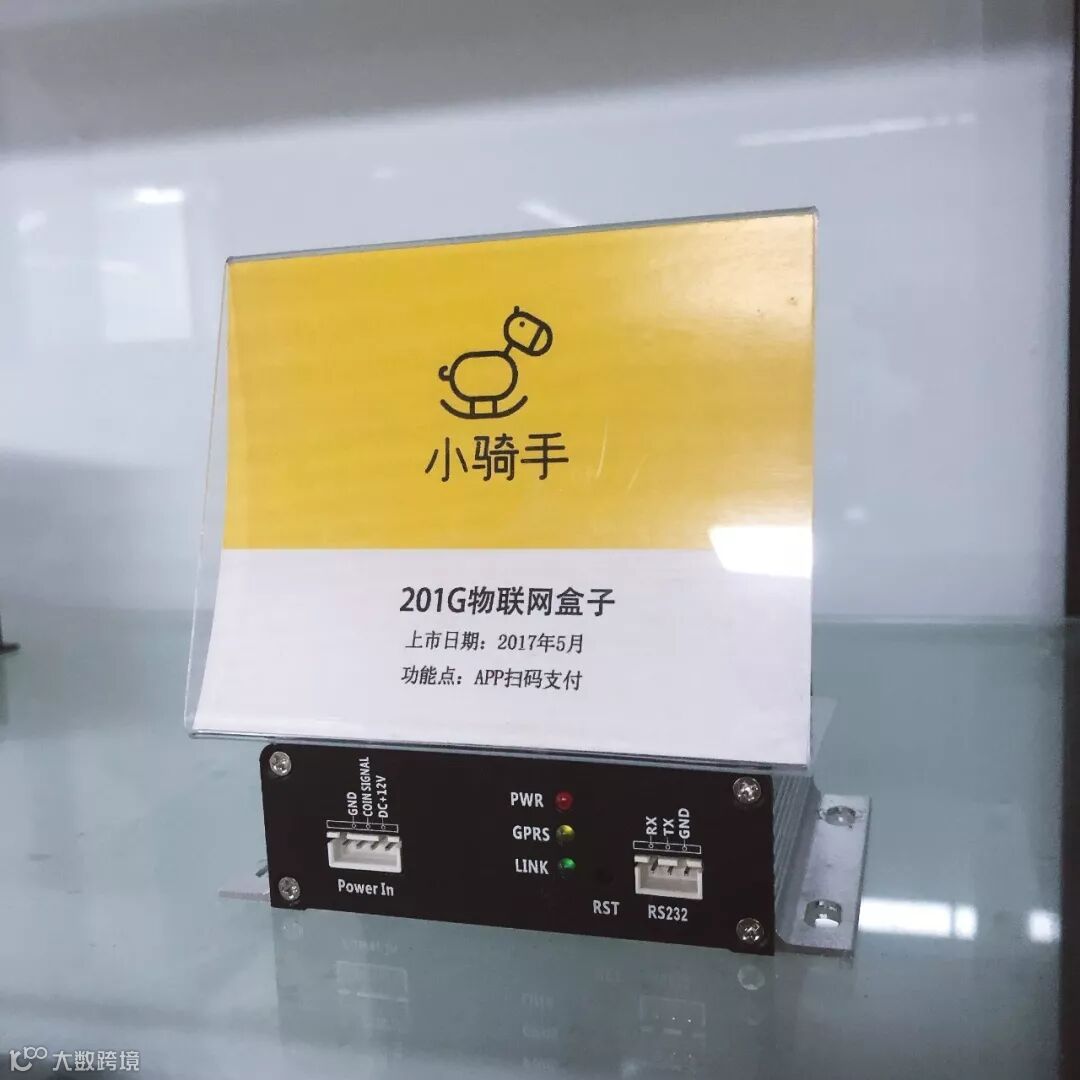 小骑手
201G物联网盒子
上市日期：2017年5月
功能点：APP扫码支付
GND
COIN SIGNAL
DC+12V
Power In
PWR
GPRS
LINK
RST
RX
TX
GND
RS232
大数跨境